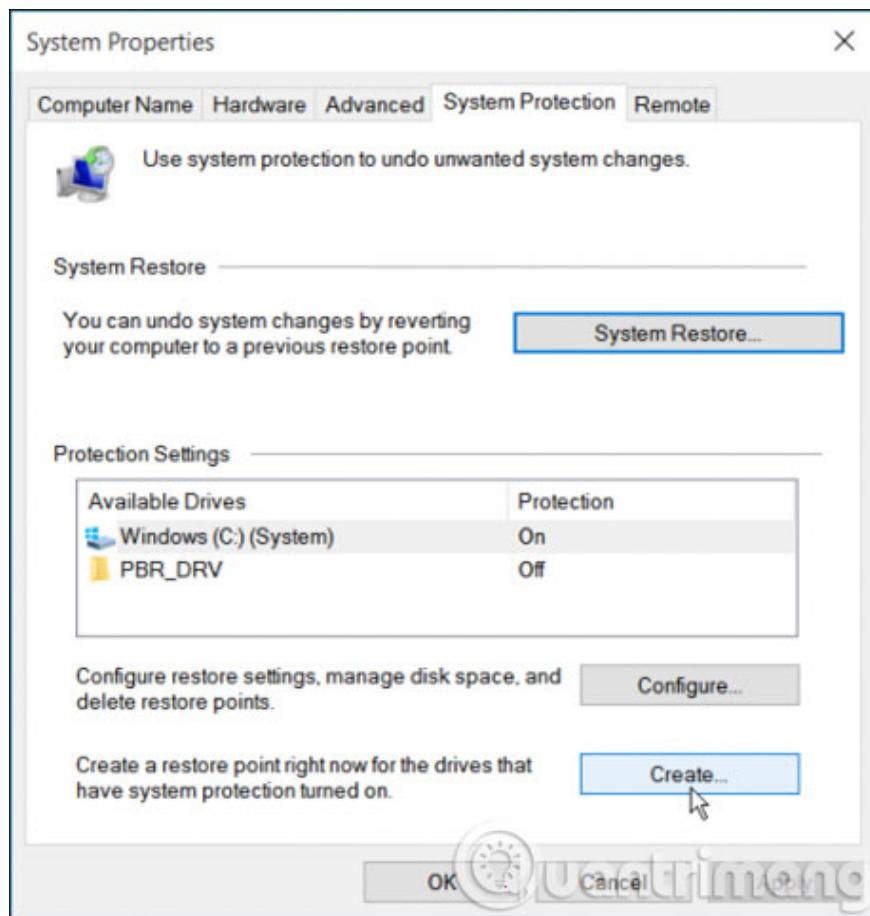 System Properties
Computer Name Hardware Advanced System Protection Remote
Use system protection to undo unwanted system changes.
System Restore
You can undo system changes by reverting
your computer to a previous restore point.
System Restore...
Protection Settings
Available Drives Protection
Windows (C:) (System) On
PBR_DRV Off
Configure restore settings, manage disk space, and
delete restore points.
Configure...
Create a restore point right now for the drives that
have system protection turned on.
Create...
OK Cancel Apply
Quantrimang